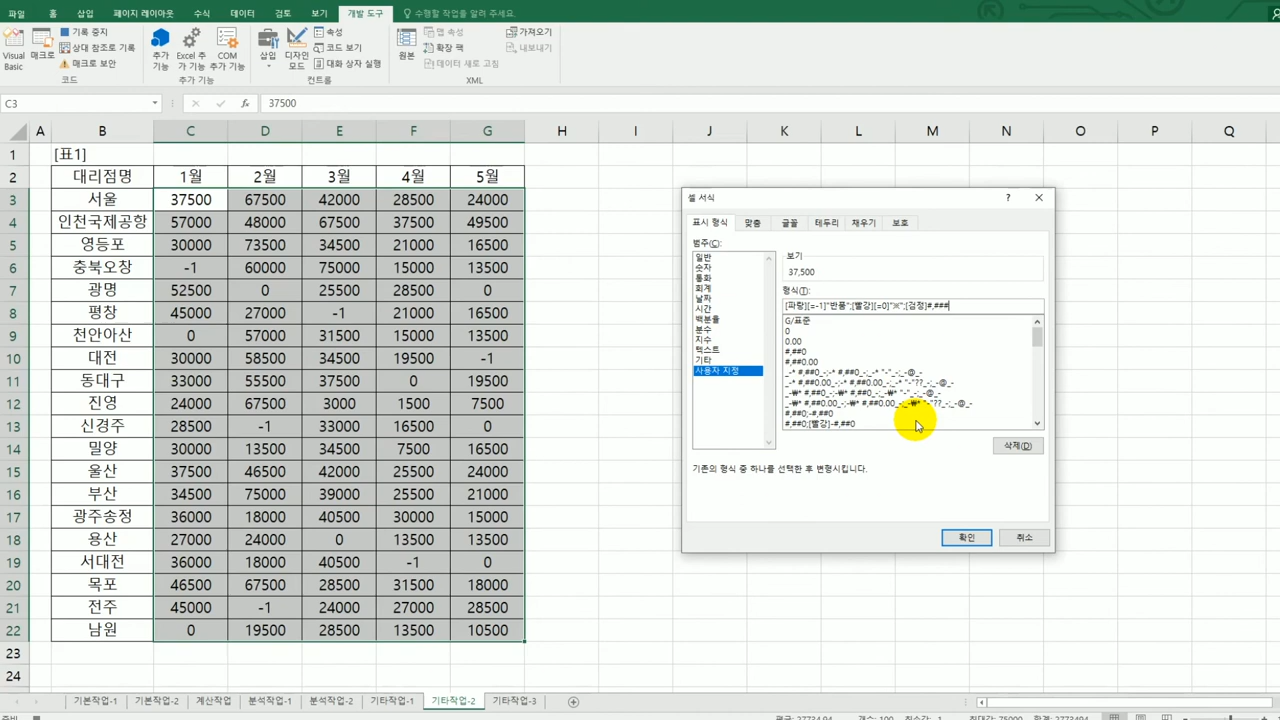 파일 홈 삽입 페이지 레이아웃 수식 데이터 검토 보기 개발 도구 수행할 작업을 알려 주세요.
Visual Basic 매크로 기록 중지 상대 참조로 기록 매크로 보안
추가 기능 Excel 추가 기능 COM 추가 기능
삽입 디자인 모드 속성 코드 보기 대화 상자 실행
원본 맵 속성 확장 팩 데이터 새로 고침 가져오기 내보내기
코드 추가 기능 컨트롤 XML
C3 fx 37500
A B C D E F G H I J K L M N O P Q
1 [표1]
2 대리점명 1월 2월 3월 4월 5월
3 서울 37500 67500 42000 28500 24000
4 인천국제공항 57000 48000 67500 37500 49500
5 영등포 30000 73500 34500 21000 16500
6 충북오창 -1 60000 75000 15000 13500
7 광명 52500 0 25500 28500 0
8 평창 45000 27000 -1 21000 16500
9 천안아산 0 57000 31500 15000 13500
10 대전 30000 58500 34500 19500 -1
11 동대구 33000 55500 37500 0 19500
12 진영 24000 67500 3000 1500 7500
13 신경주 28500 -1 33000 16500 0
14 밀양 30000 13500 34500 7500 16500
15 울산 37500 46500 42000 25500 24000
16 부산 34500 75000 39000 25500 21000
17 광주송정 36000 18000 40500 30000 15000
18 용산 27000 24000 0 13500 13500
19 서대전 36000 18000 40500 -1 0
20 목포 46500 67500 28500 31500 18000
21 전주 45000 -1 24000 27000 28500
22 남원 0 19500 28500 13500 10500
23
24
셀 서식 ?
표시 형식 맞춤 글꼴 테두리 채우기 보호
범주(C):
일반
숫자
통화
회계
날짜
시간
백분율
분수
지수
텍스트
기타
사용자 지정
보기
37,500
형식(T):
[파랑][=-1]"반품";[빨강][=0]"※";[검정]#,###
G/표준
0
0.00
#,##0
#,##0.00
_-* #,##0_-;-* #,##0_-;_-* "-"_-;_-@_-
_-* #,##0.00_-;-* #,##0.00_-;_-* "-"??_-;_-@_-
_-₩* #,##0_-;-₩* #,##0_-;_-₩* "-"_-;_-@_-
_-₩* #,##0.00_-;-₩* #,##0.00_-;_-₩* "-"??_-;_-@_-
#,##0;-#,##0
#,##0;[빨강]-#,##0
삭제(D)
기존의 형식 중 하나를 선택한 후 변형시킵니다.
확인 취소
기본작업-1 기본작업-2 계산작업 분석작업-1 분석작업-2 기타작업-1 기타작업-2 기타작업-3